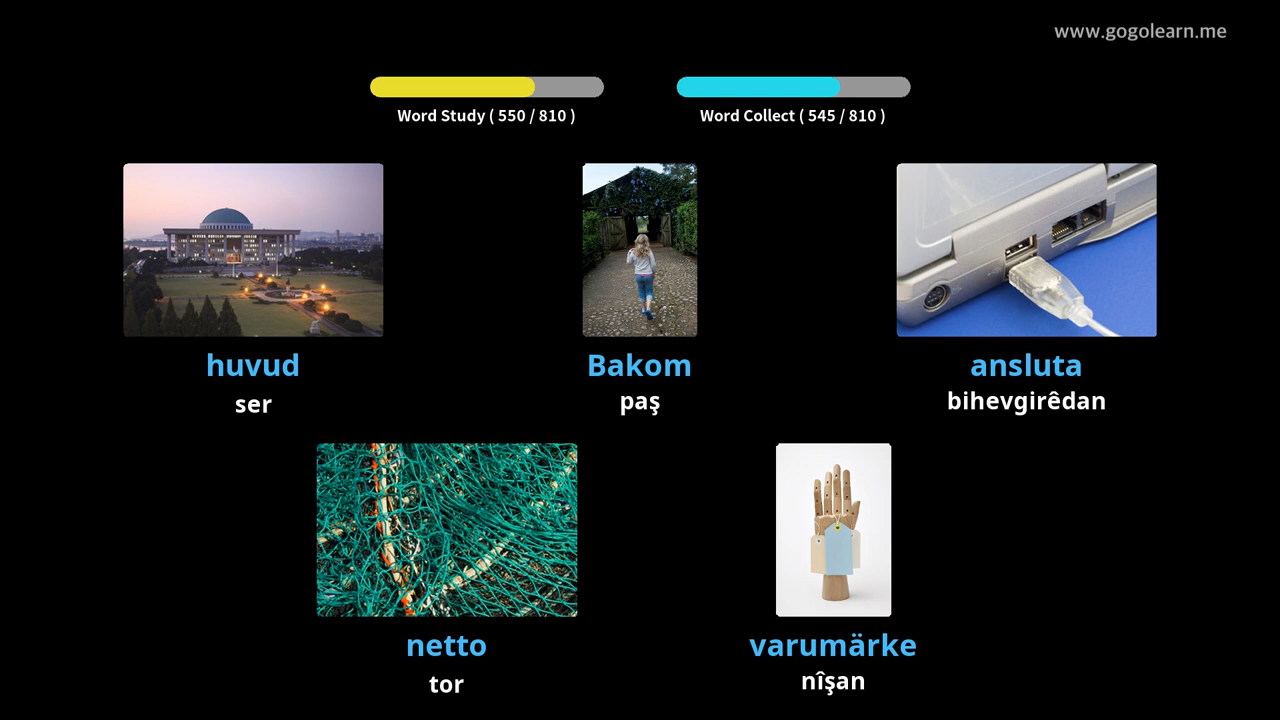 www.gogolearn.me
Word Study ( 550 / 810 )
Word Collect ( 545 / 810 )
huvud
ser
Bakom
paş
ansluta
bihevgirêdan
netto
tor
varumärke
nîşan